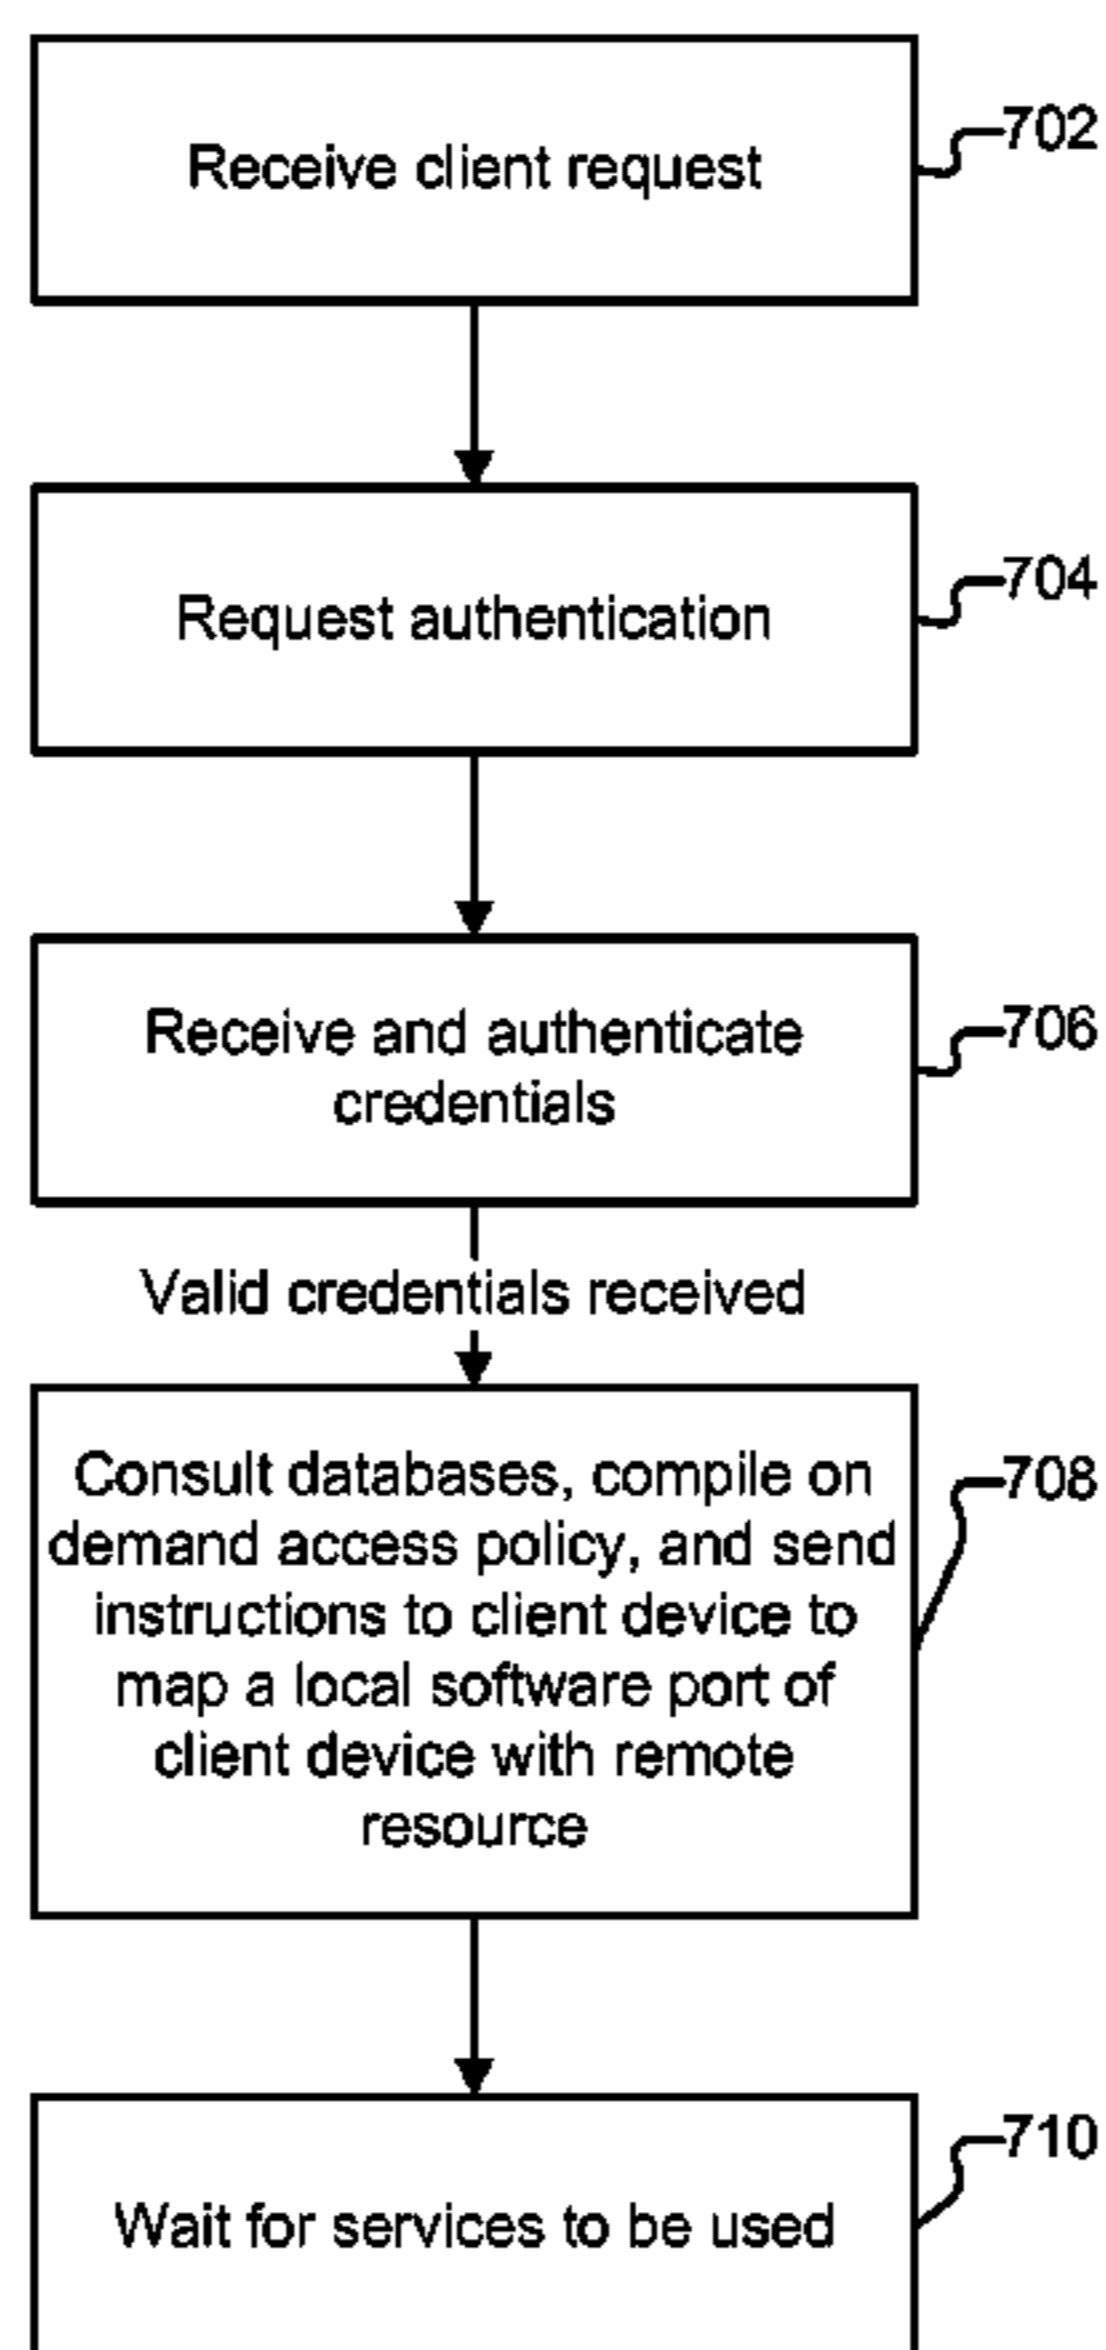 Receive client request
702
Request authentication
704
Receive and authenticate
credentials
706
Valid credentials received
Consult databases, compile on
demand access policy, and send
instructions to client device to
map a local software port of
client device with remote
resource
708
Wait for services to be used
710